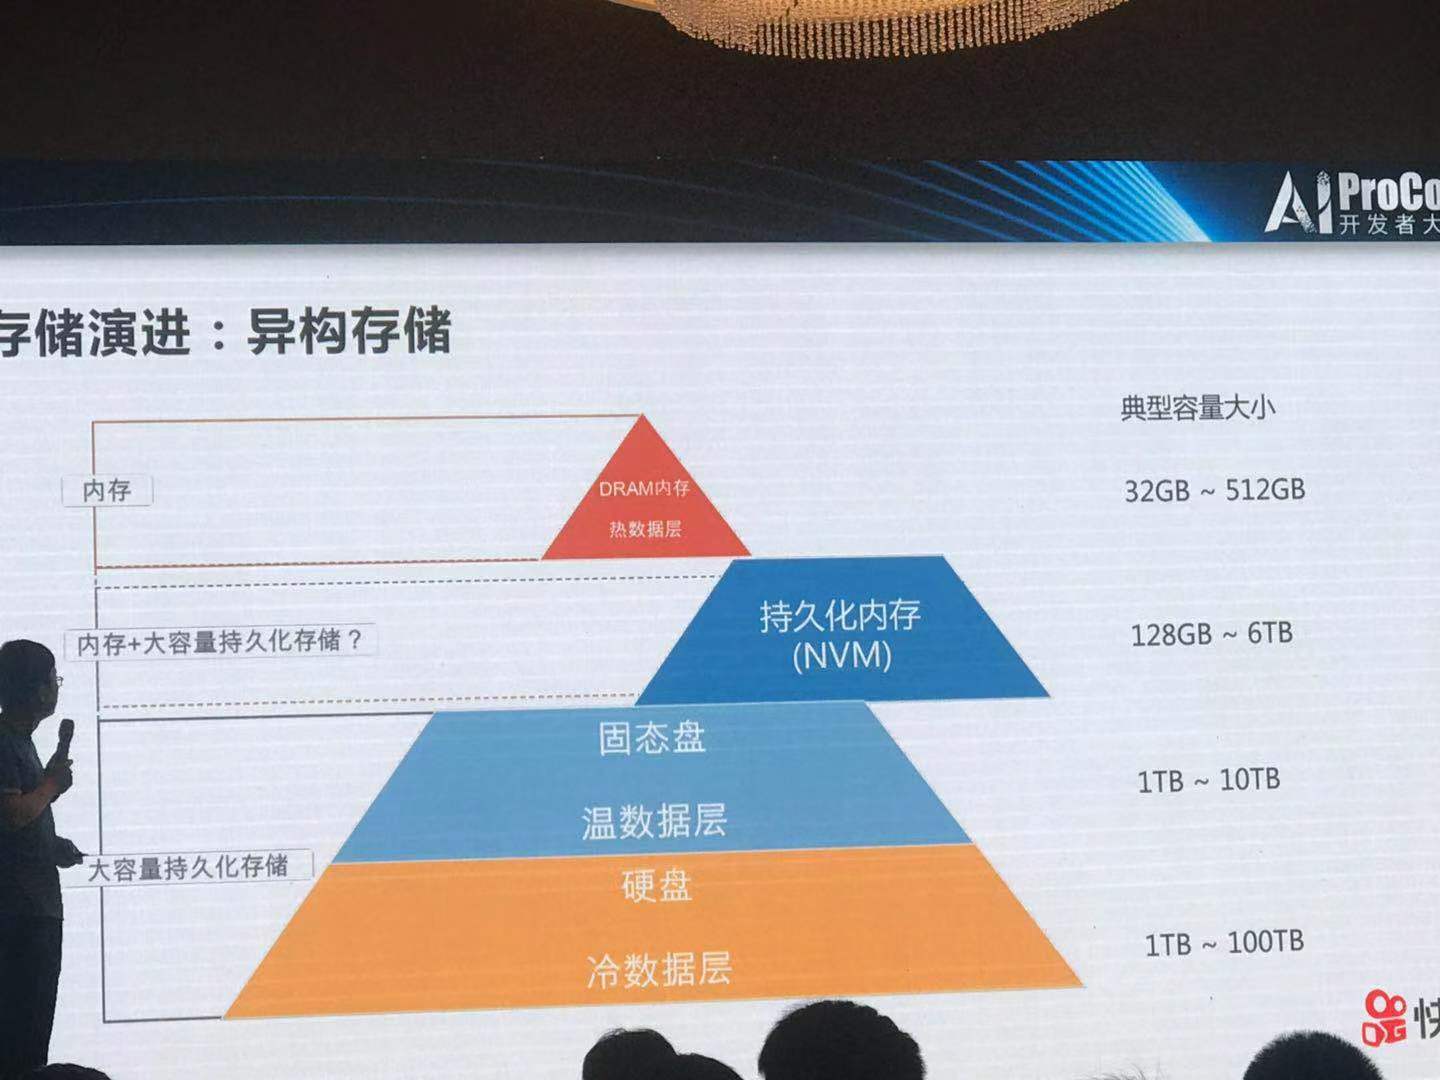 AI ProCo
开发者大
存储演进：异构存储
典型容量大小
内存
DRAM内存
热数据层
32GB ~ 512GB
内存+大容量持久化存储？
持久化内存
(NVM)
128GB ~ 6TB
固态盘
温数据层
1TB ~ 10TB
大容量持久化存储
硬盘
冷数据层
1TB ~ 100TB
快